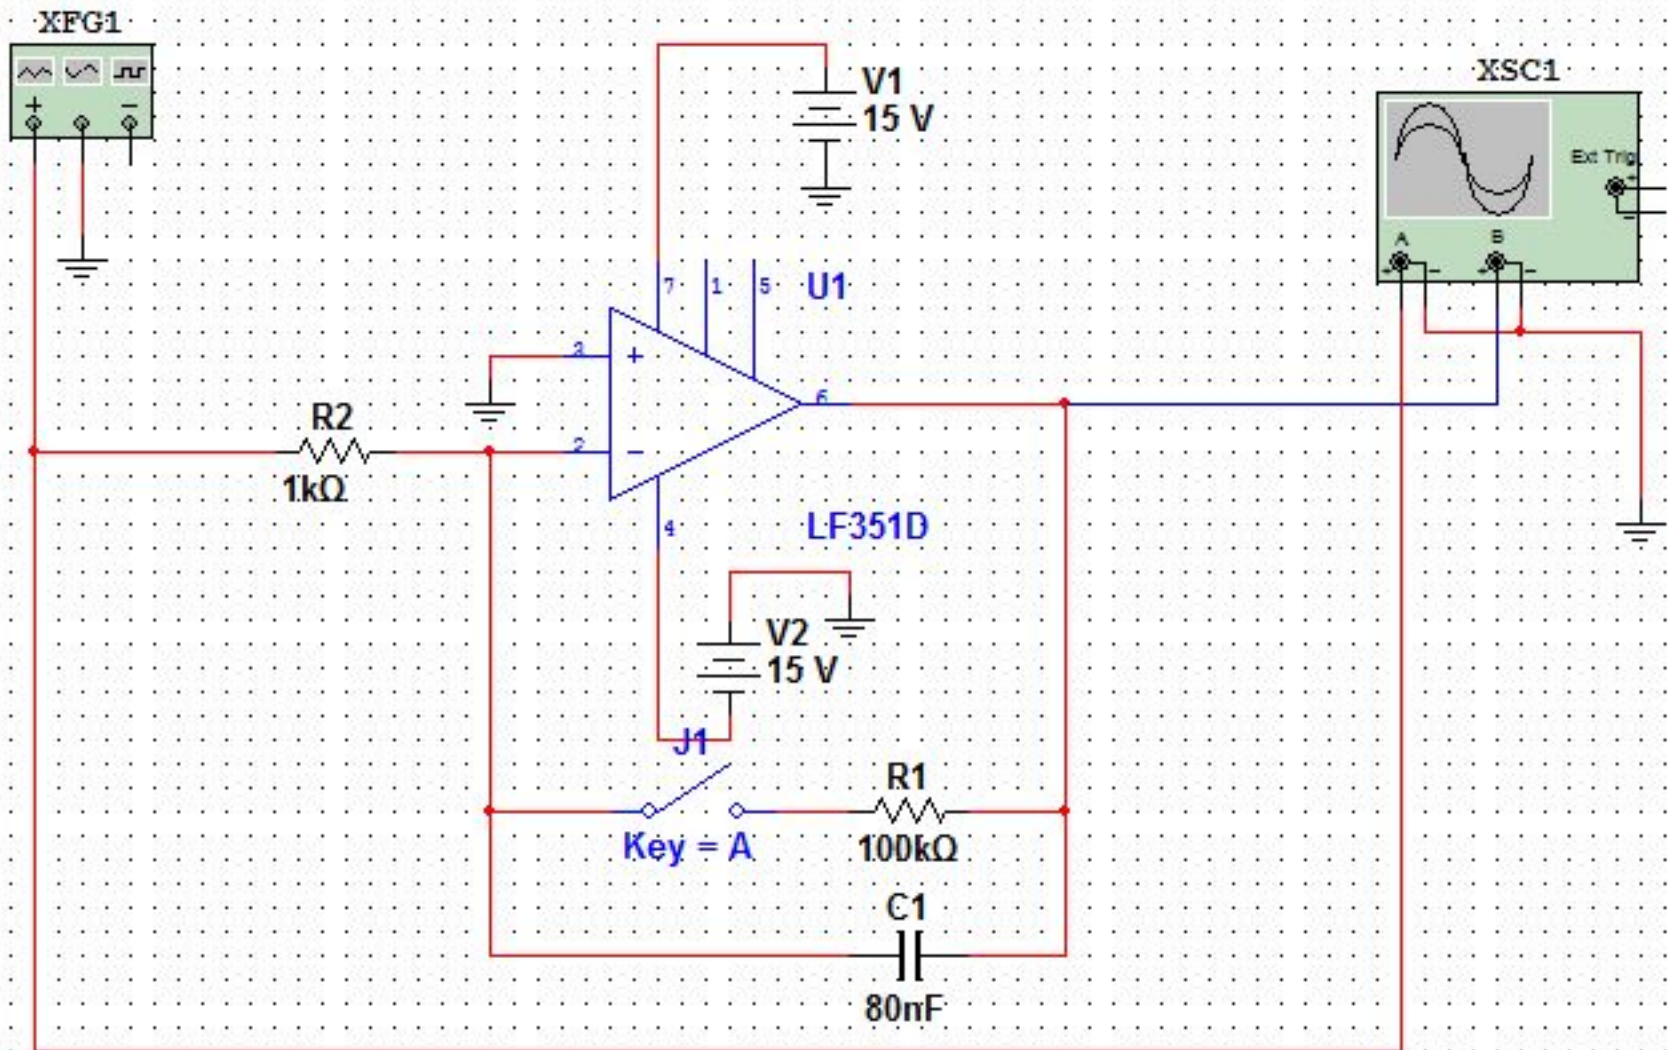 XFG1
+
−
V1
15 V
XSC1
Ext Trig
+
−
A
B
+
−
+
−
7
1
5
U1
3
+
6
R2
1kΩ
2
−
4
LF351D
V2
15 V
J1
R1
Key = A
100kΩ
C1
80nF